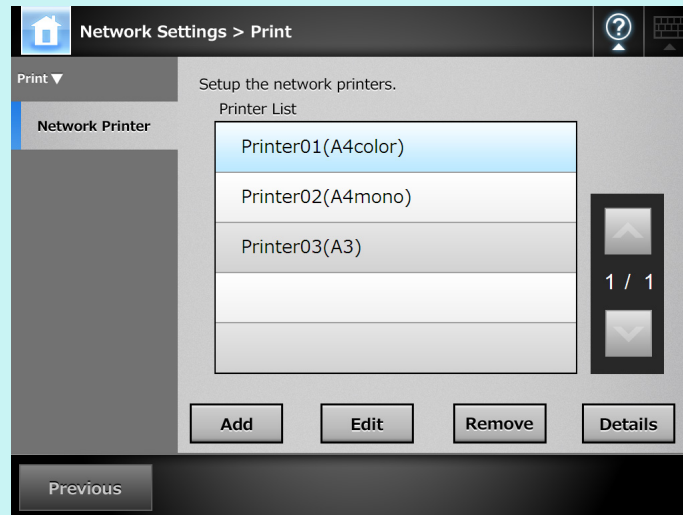 Network Settings > Print
?
Print ▼
Network Printer
Setup the network printers.
Printer List
Printer01(A4color)
Printer02(A4mono)
Printer03(A3)
1 / 1
Add
Edit
Remove
Details
Previous